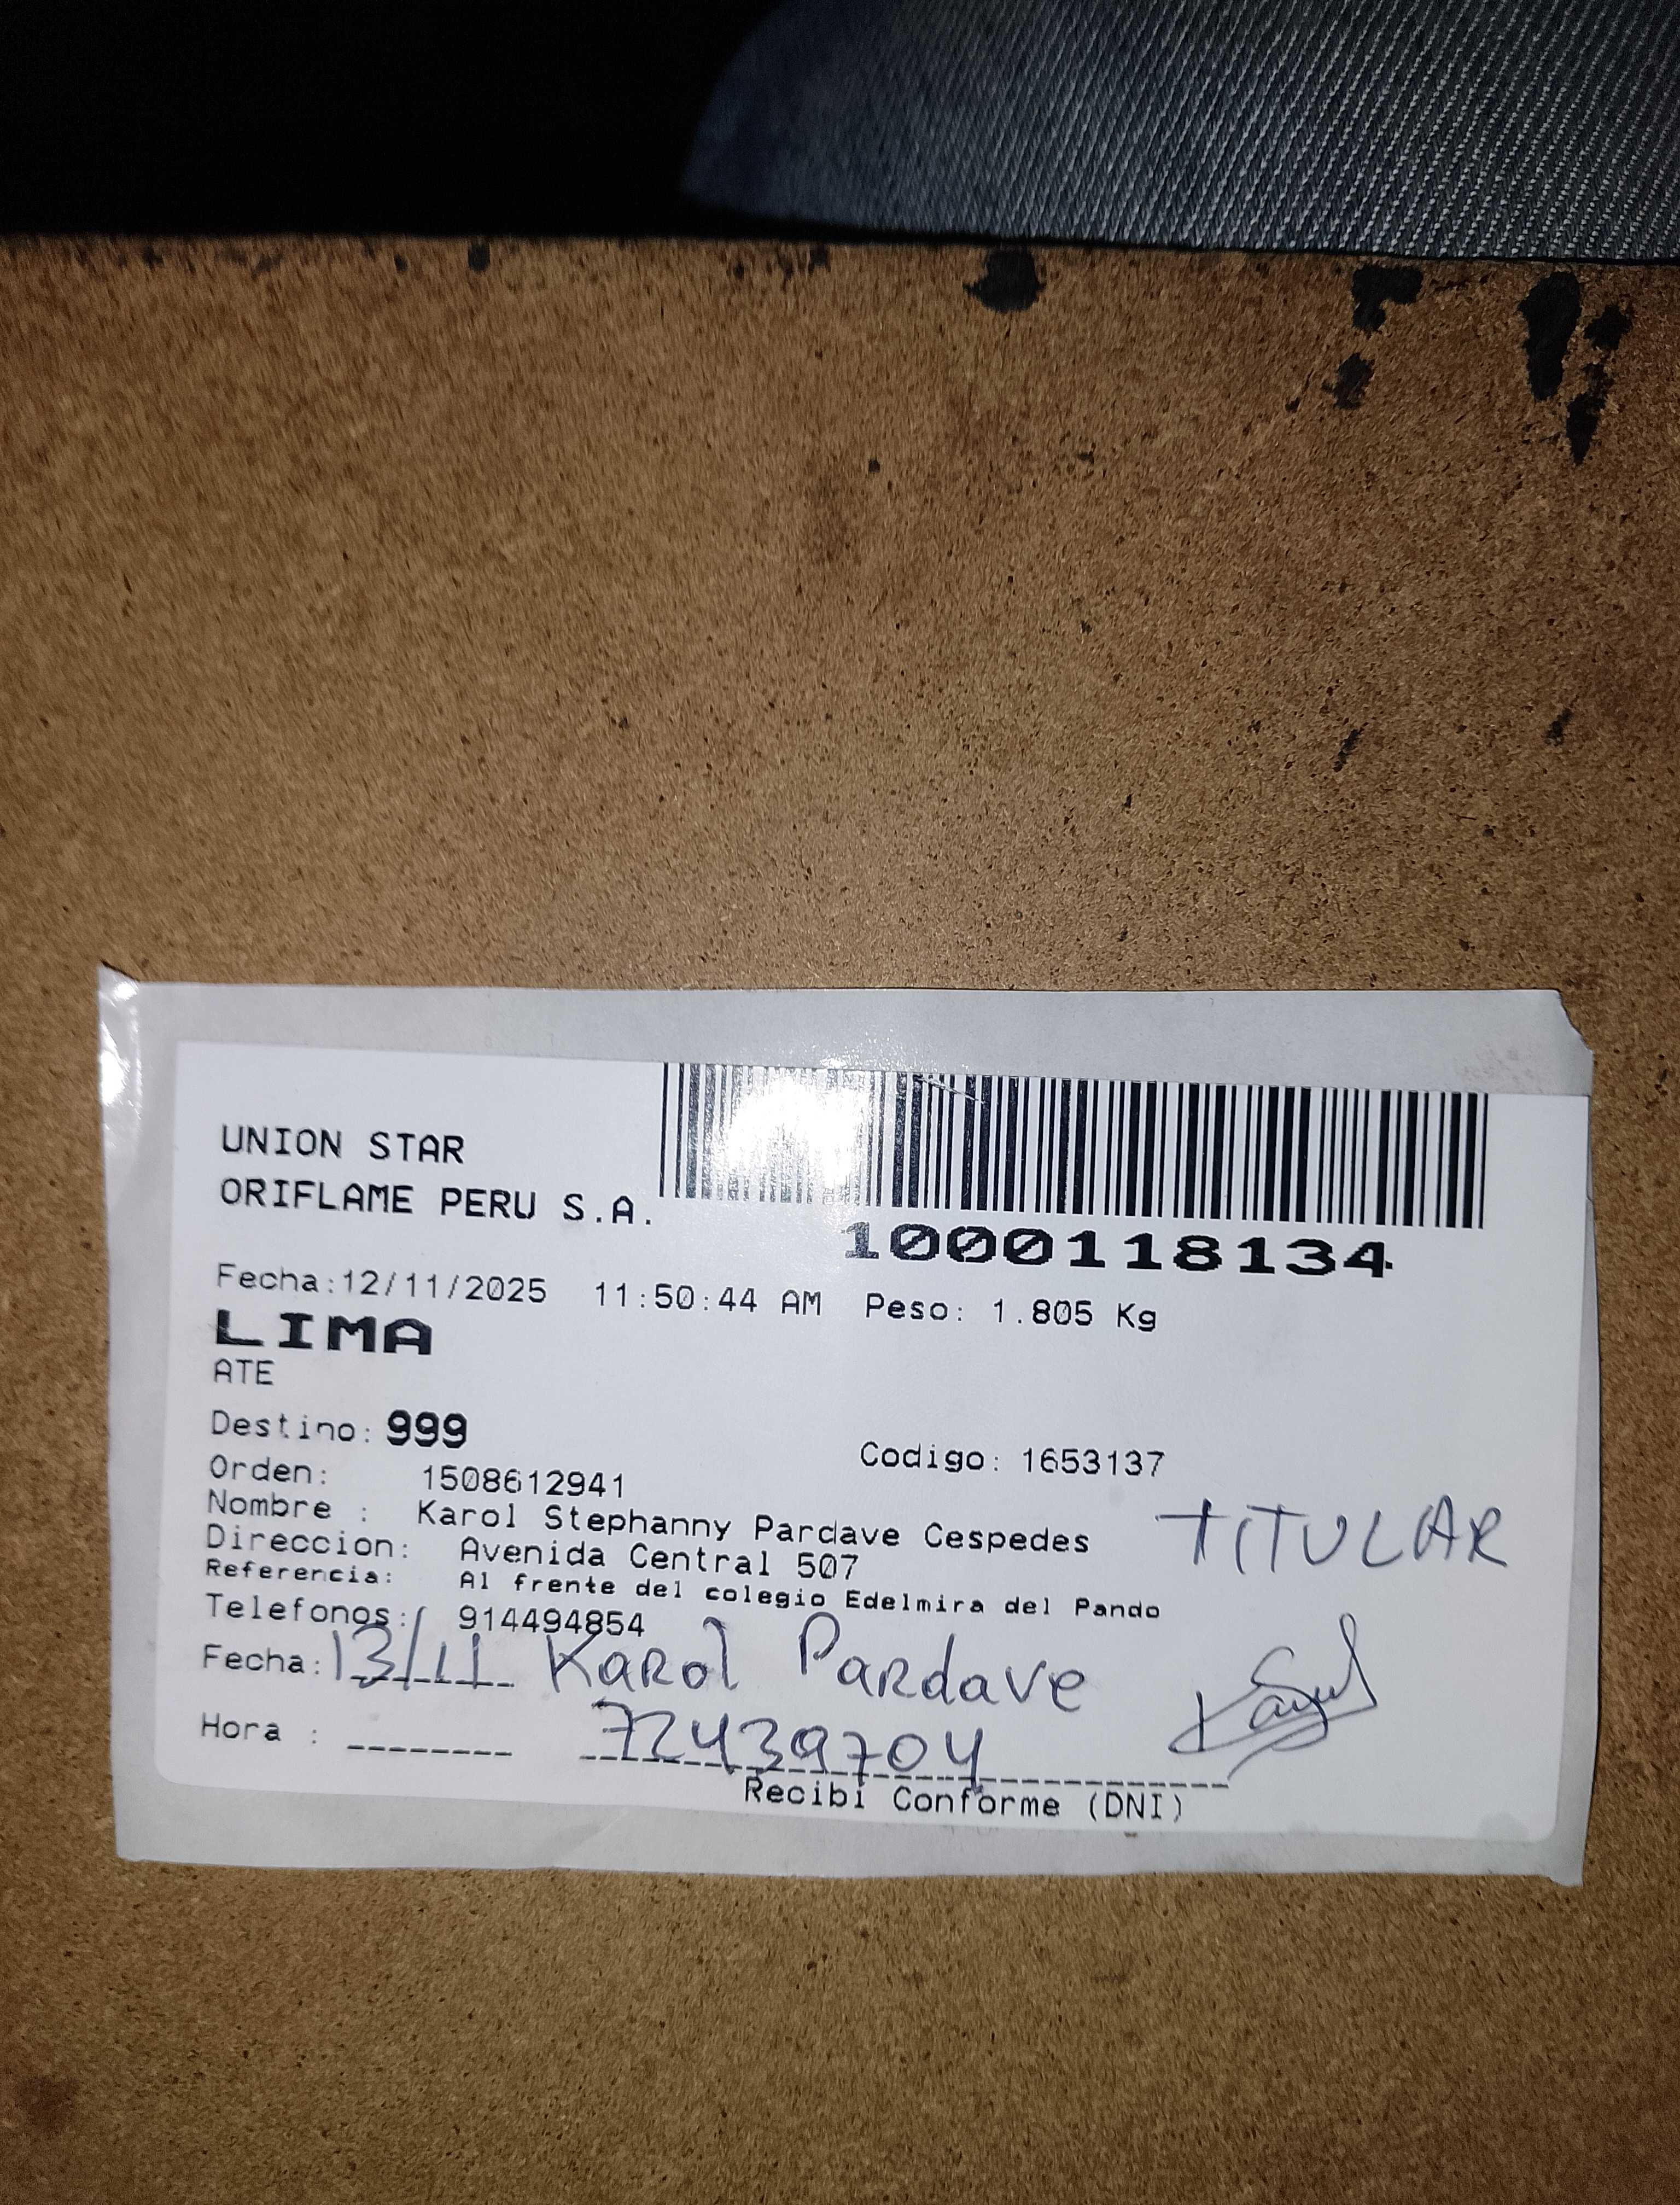 UNION STAR
ORIFLAME PERU S.A.
1000118134
Fecha:12/11/2025 11:50:44 AM Peso: 1.805 Kg
LIMA
ATE
Destino: 999
Codigo: 1653137
Orden: 1508612941
Nombre : Karol Stephanny Pardave Cespedes
TITULAR
Direccion: Avenida Central 507
Referencia: Al frente del colegio Edelmira del Pando
Telefonos: 914494854
Fecha: 13/11 Karol Pardave
Hora : 72439704
Recibi Conforme (DNI)